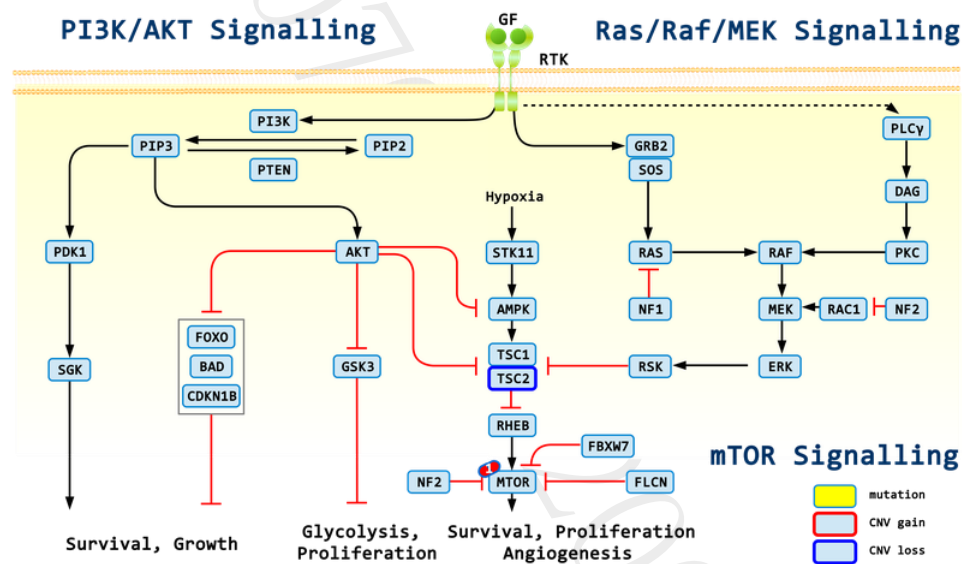 GF
PI3K/AKT Signalling
Ras/Raf/MEK Signalling
RTK
PI3K
PLCγ
PIP3
PIP2
GRB2
PTEN
SOS
DAG
Hypoxia
PDK1
AKT
STK11
RAS
RAF
PKC
AMPK
NF1
MEK
RAC1
NF2
FOXO
TSC1
BAD
GSK3
SGK
TSC2
RSK
ERK
CDKN1B
RHEB
FBXW7
mTOR Signalling
NF2
MTOR
FLCN
mutation
CNV gain
CNV loss
Survival, Growth
Glycolysis,
Proliferation
Survival, Proliferation
Angiogenesis